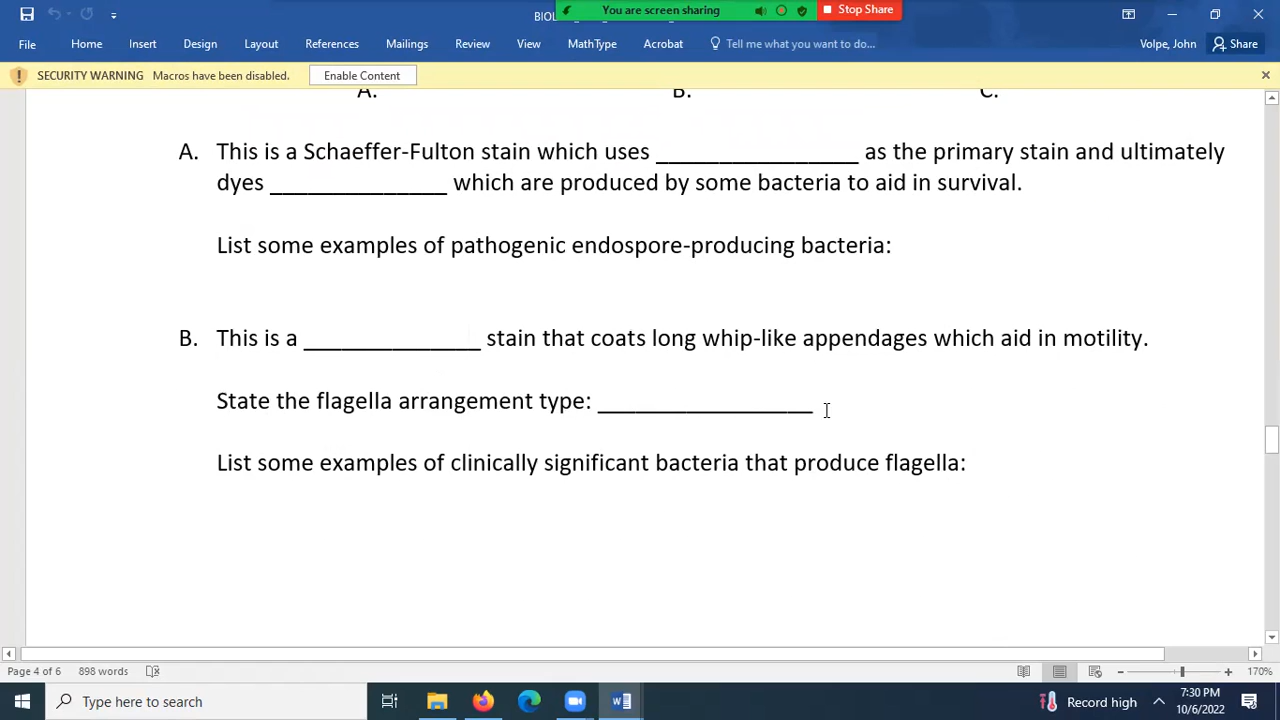 You are screen sharing
Stop Share
BIOL
File Home Insert Design Layout References Mailings Review View MathType Acrobat Tell me what you want to do... Volpe, John Share
SECURITY WARNING Macros have been disabled. Enable Content
A. B. C.
A. This is a Schaeffer-Fulton stain which uses ________________ as the primary stain and ultimately
dyes ______________ which are produced by some bacteria to aid in survival.
List some examples of pathogenic endospore-producing bacteria:
B. This is a ______________ stain that coats long whip-like appendages which aid in motility.
State the flagella arrangement type: _________________
List some examples of clinically significant bacteria that produce flagella:
Page 4 of 6 898 words 170%
Type here to search
Record high
7:30 PM
10/6/2022